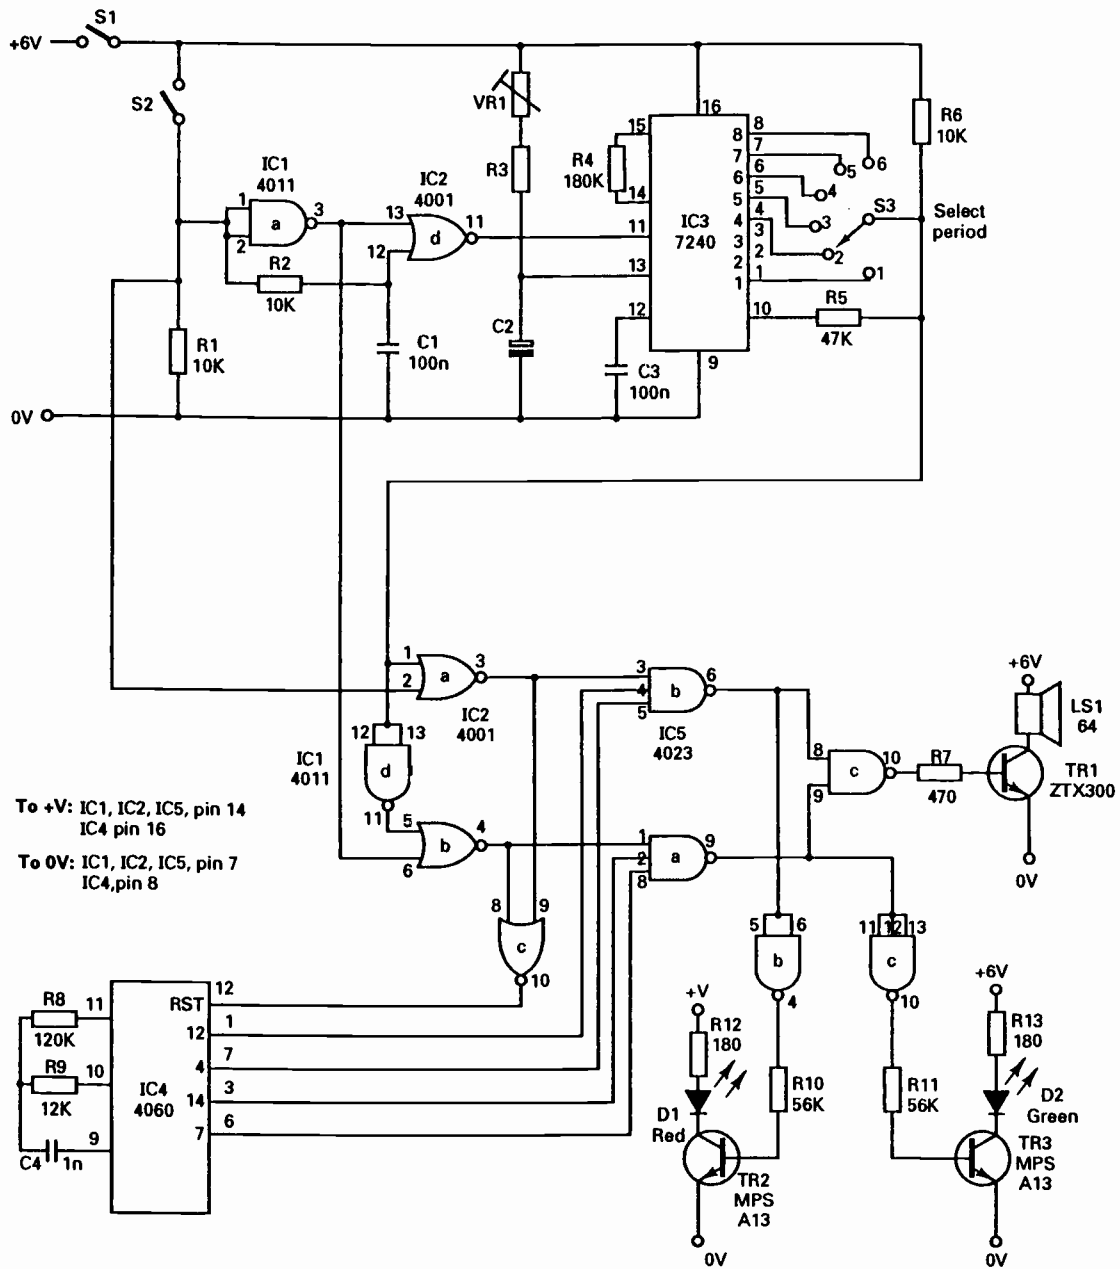 S1
+6V
S2
VR1
R3
IC1
4011
1
2
a
3
IC2
4001
13
12
d
11
R2
10K
R1
10K
C1
100n
C2
0V
15
R4
180K
14
11
13
12
C3
100n
16
IC3
7240
9
8
7
6
5
4
3
2
1
8
7
6
5
4
3
2
1
10
5
6
4
3
2
1
S3
Select
period
R6
10K
R5
47K
1
2
a
3
IC2
4001
12
13
IC1
4011
d
11
5
6
b
4
8
9
c
10
3
4
5
b
6
IC5
4023
1
2
8
a
9
8
9
c
10
R7
470
+6V
LS1
64
TR1
ZTX300
0V
To +V: IC1, IC2, IC5, pin 14
IC4 pin 16
To 0V: IC1, IC2, IC5, pin 7
IC4, pin 8
5
6
b
4
11
12
13
c
10
R8
120K
11
R9
12K
10
C4
1n
9
IC4
4060
RST
12
12
1
4
7
14
3
7
6
+V
R12
180
D1
Red
R10
56K
TR2
MPS
A13
0V
R11
56K
+6V
R13
180
D2
Green
TR3
MPS
A13
0V